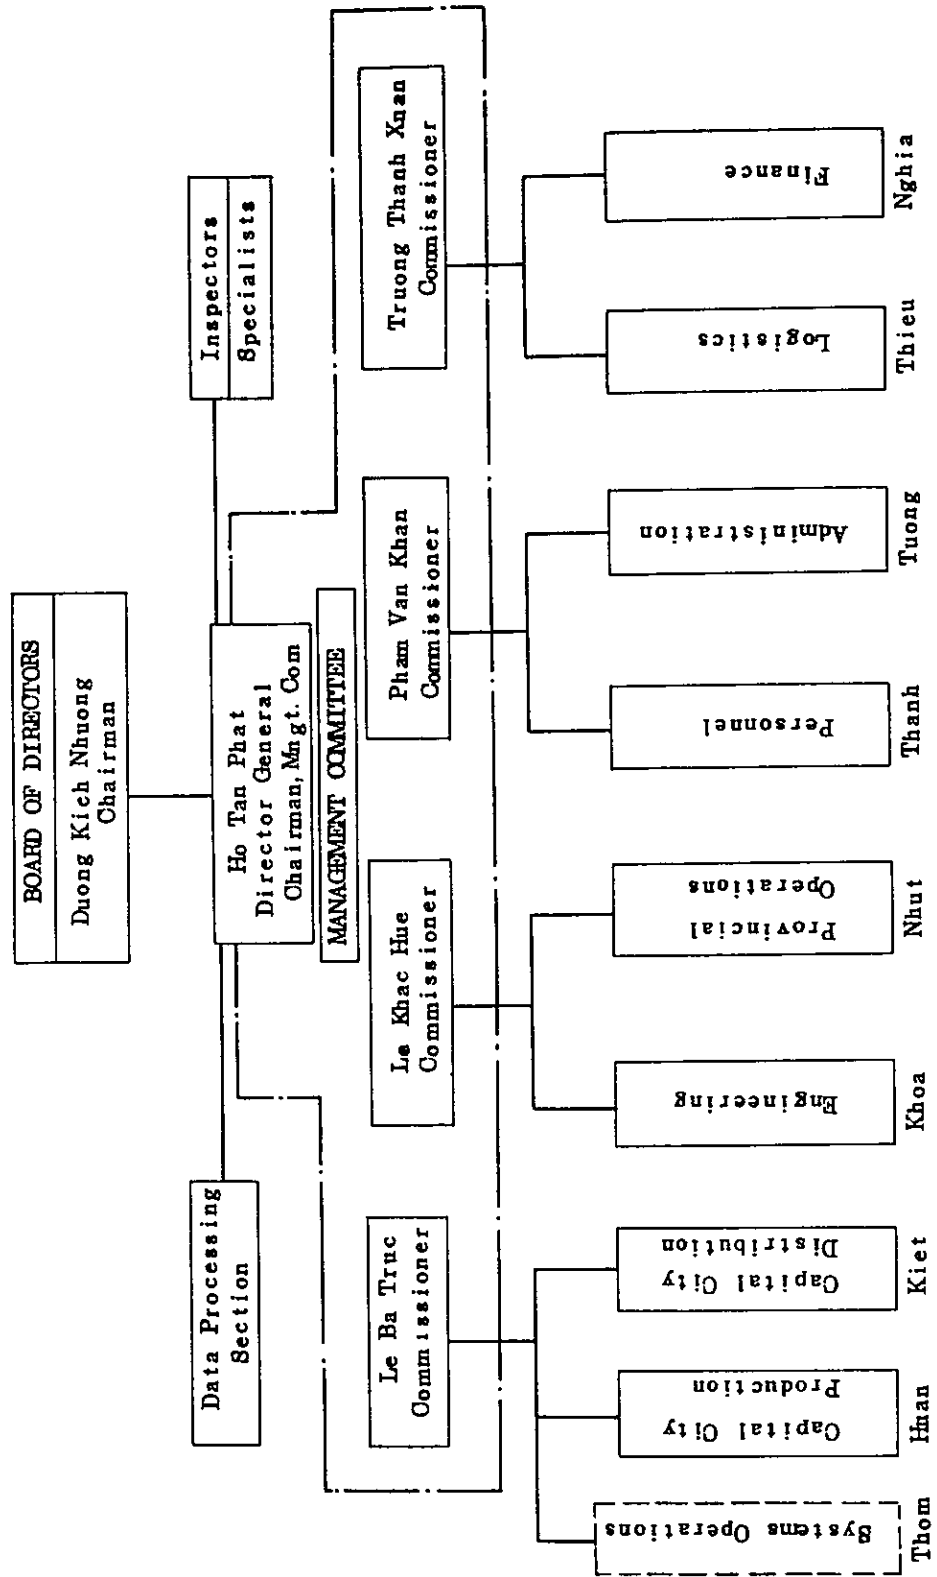 BOARD OF DIRECTORS
Duong Kich Nhuong
Chairman
Data Processing
Section
Ho Tan Phat
Director General
Chairman, Mngt. Com
Inspectors
Specialists
MANAGEMENT COMMITTEE
Le Ba Truc
Commissioner
Le Khac Hue
Commissioner
Pham Van Khan
Commissioner
Truong Thanh Xnan
Commissioner
Systems Operations
Capital City
Production
Capital City
Distribution
Engineering
Provincial
Operations
Personnel
Administration
Logistics
Finance
Thom
Hnan
Kiet
Khoa
Nhut
Thanh
Tuong
Thieu
Nghia